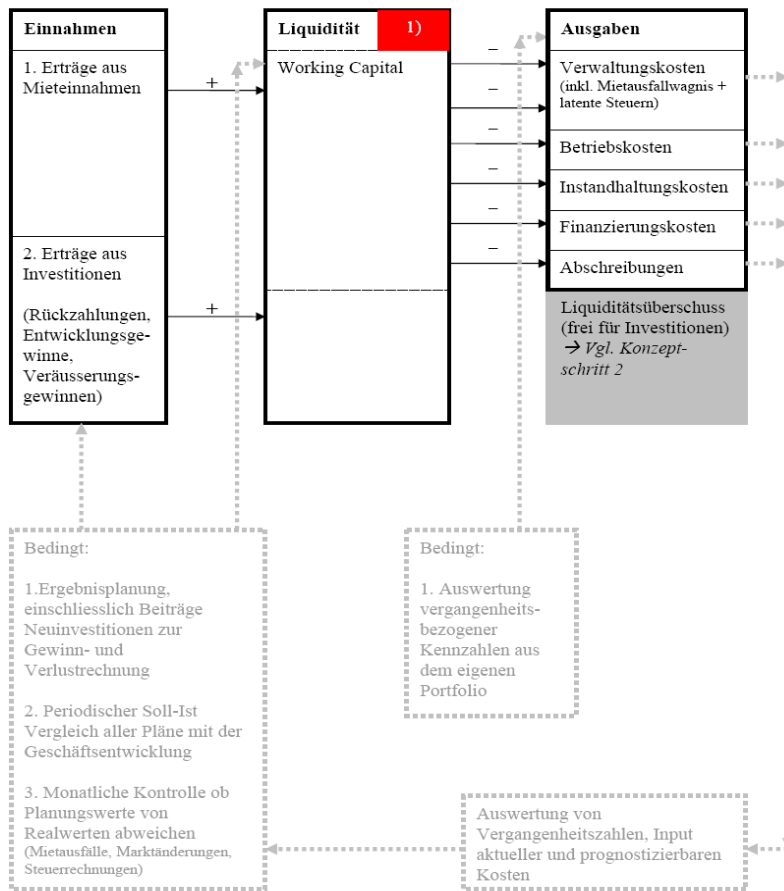 Einnahmen
1. Erträge aus
Mieteinnahmen
2. Erträge aus
Investitionen
(Rückzahlungen,
Entwicklungsge-
winne,
Veräusserungs-
gewinnen)
+
+
Liquidität
1)
Working Capital
–
–
–
–
–
–
Ausgaben
Verwaltungskosten
(inkl. Mietausfallwagnis +
latente Steuern)
Betriebskosten
Instandhaltungskosten
Finanzierungskosten
Abschreibungen
Liquiditätsüberschuss
(frei für Investitionen)
→ Vgl. Konzept-
schritt 2
Bedingt:
1.Ergebnisplanung,
einschliesslich Beiträge
Neuinvestitionen zur
Gewinn- und
Verlustrechnung
2. Periodischer Soll-Ist
Vergleich aller Pläne mit der
Geschäftsentwicklung
3. Monatliche Kontrolle ob
Planungswerte von
Realwerten abweichen
(Mietausfälle, Marktänderungen,
Steuerrechnungen)
Bedingt:
1. Auswertung
vergangenheits-
bezogener
Kennzahlen aus
dem eigenen
Portfolio
Auswertung von
Vergangenheitszahlen, Input
aktueller und prognostizierbaren
Kosten